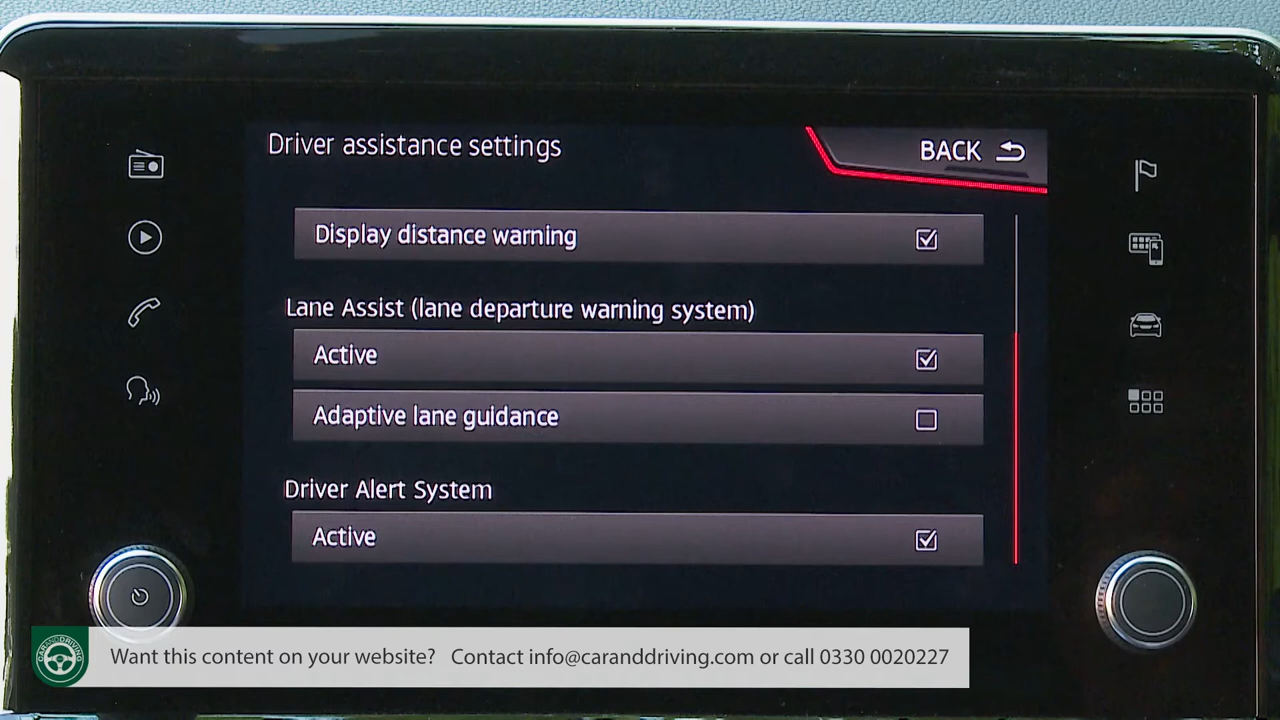 Driver assistance settings
BACK
Display distance warning
Lane Assist (lane departure warning system)
Active
Adaptive lane guidance
Driver Alert System
Active
CARANDDRIVING
Want this content on your website? Contact info@caranddriving.com or call 0330 0020227